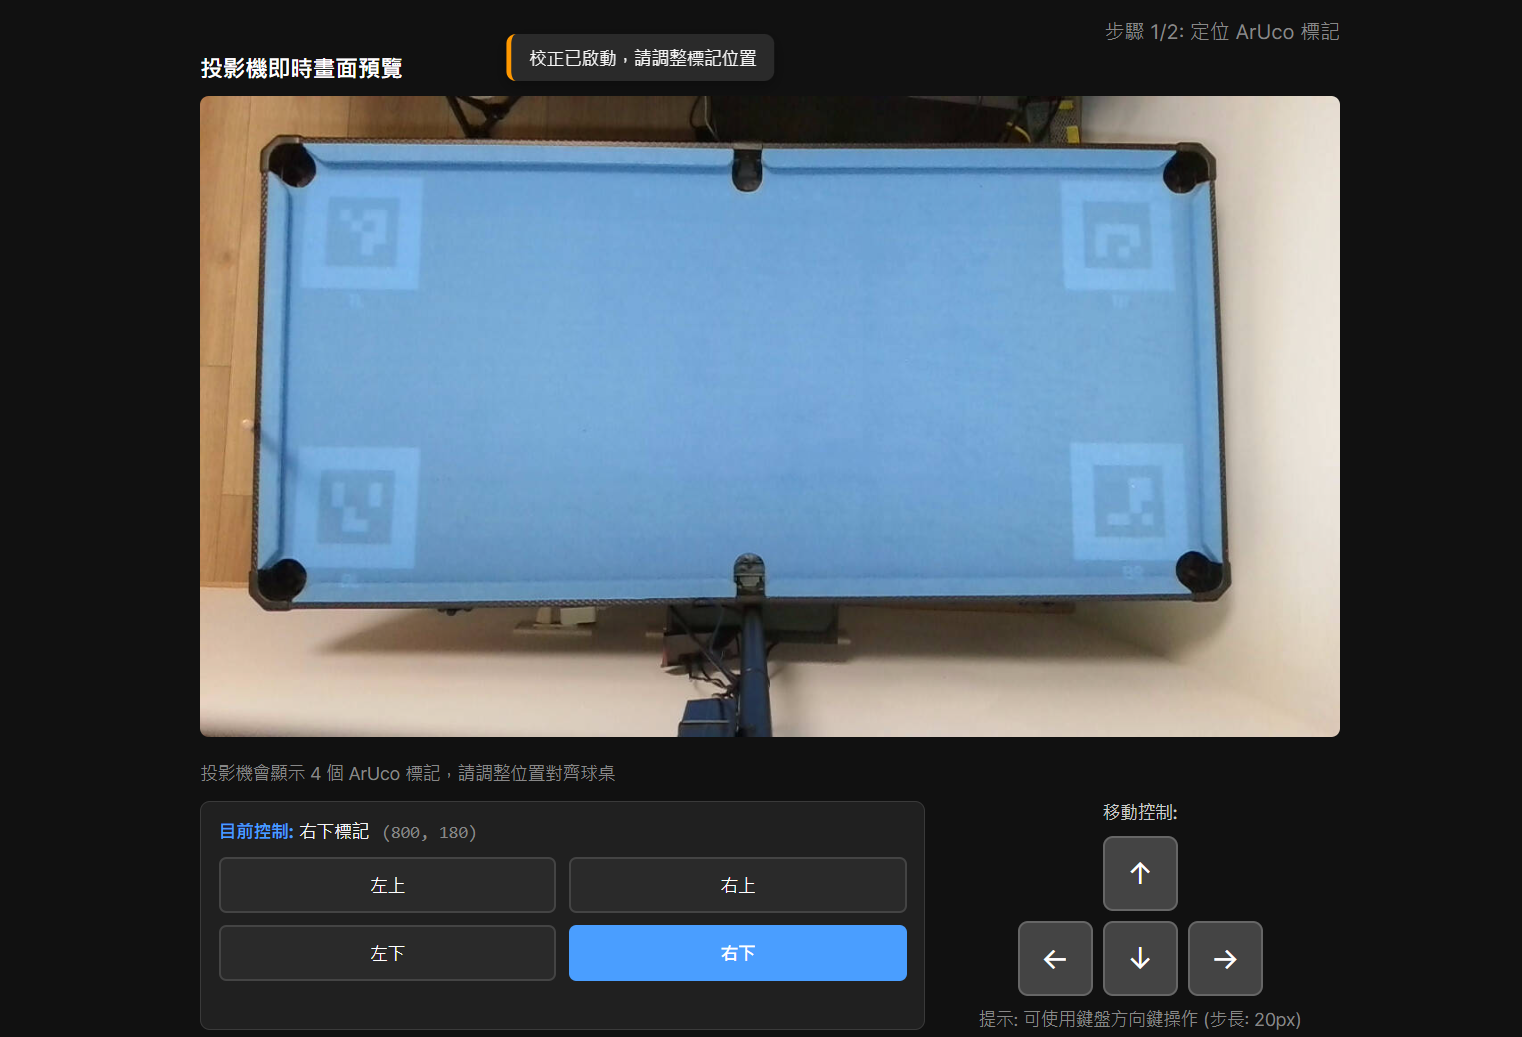 步驟 1/2: 定位 ArUco 標記
校正已啟動，請調整標記位置
投影機即時畫面預覽
投影機會顯示 4 個 ArUco 標記，請調整位置對齊球桌
目前控制: 右下標記 (800, 180)
左上
右上
左下
右下
移動控制:
↑
← ↓ →
提示: 可使用鍵盤方向鍵操作 (步長: 20px)